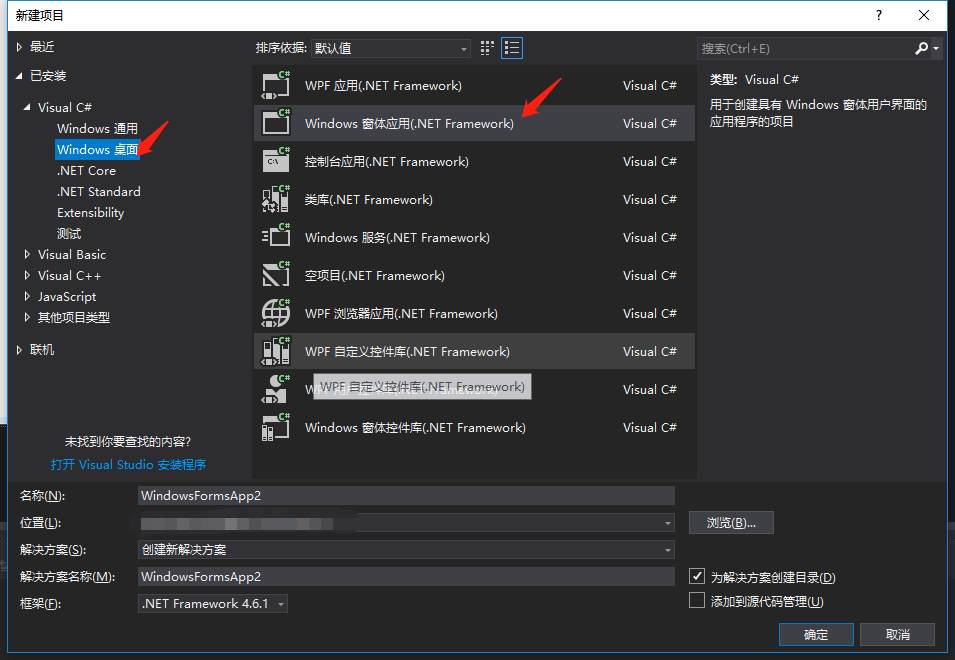 新建项目
?
最近
已安装
Visual C#
Windows 通用
Windows 桌面
.NET Core
.NET Standard
Extensibility
测试
Visual Basic
Visual C++
JavaScript
其他项目类型
联机
未找到你要查找的内容?
打开 Visual Studio 安装程序
排序依据: 默认值
WPF 应用(.NET Framework) Visual C#
Windows 窗体应用(.NET Framework) Visual C#
控制台应用(.NET Framework) Visual C#
类库(.NET Framework) Visual C#
Windows 服务(.NET Framework) Visual C#
空项目(.NET Framework) Visual C#
WPF 浏览器应用(.NET Framework) Visual C#
WPF 自定义控件库(.NET Framework) Visual C#
WPF 自定义控件库(.NET Framework)
Visual C#
Windows 窗体控件库(.NET Framework) Visual C#
搜索(Ctrl+E)
类型: Visual C#
用于创建具有 Windows 窗体用户界面的
应用程序的项目
名称(N): WindowsFormsApp2
位置(L): 浏览(B)...
解决方案(S): 创建新解决方案
解决方案名称(M): WindowsFormsApp2
为解决方案创建目录(D)
框架(F): .NET Framework 4.6.1
添加到源代码管理(U)
确定 取消